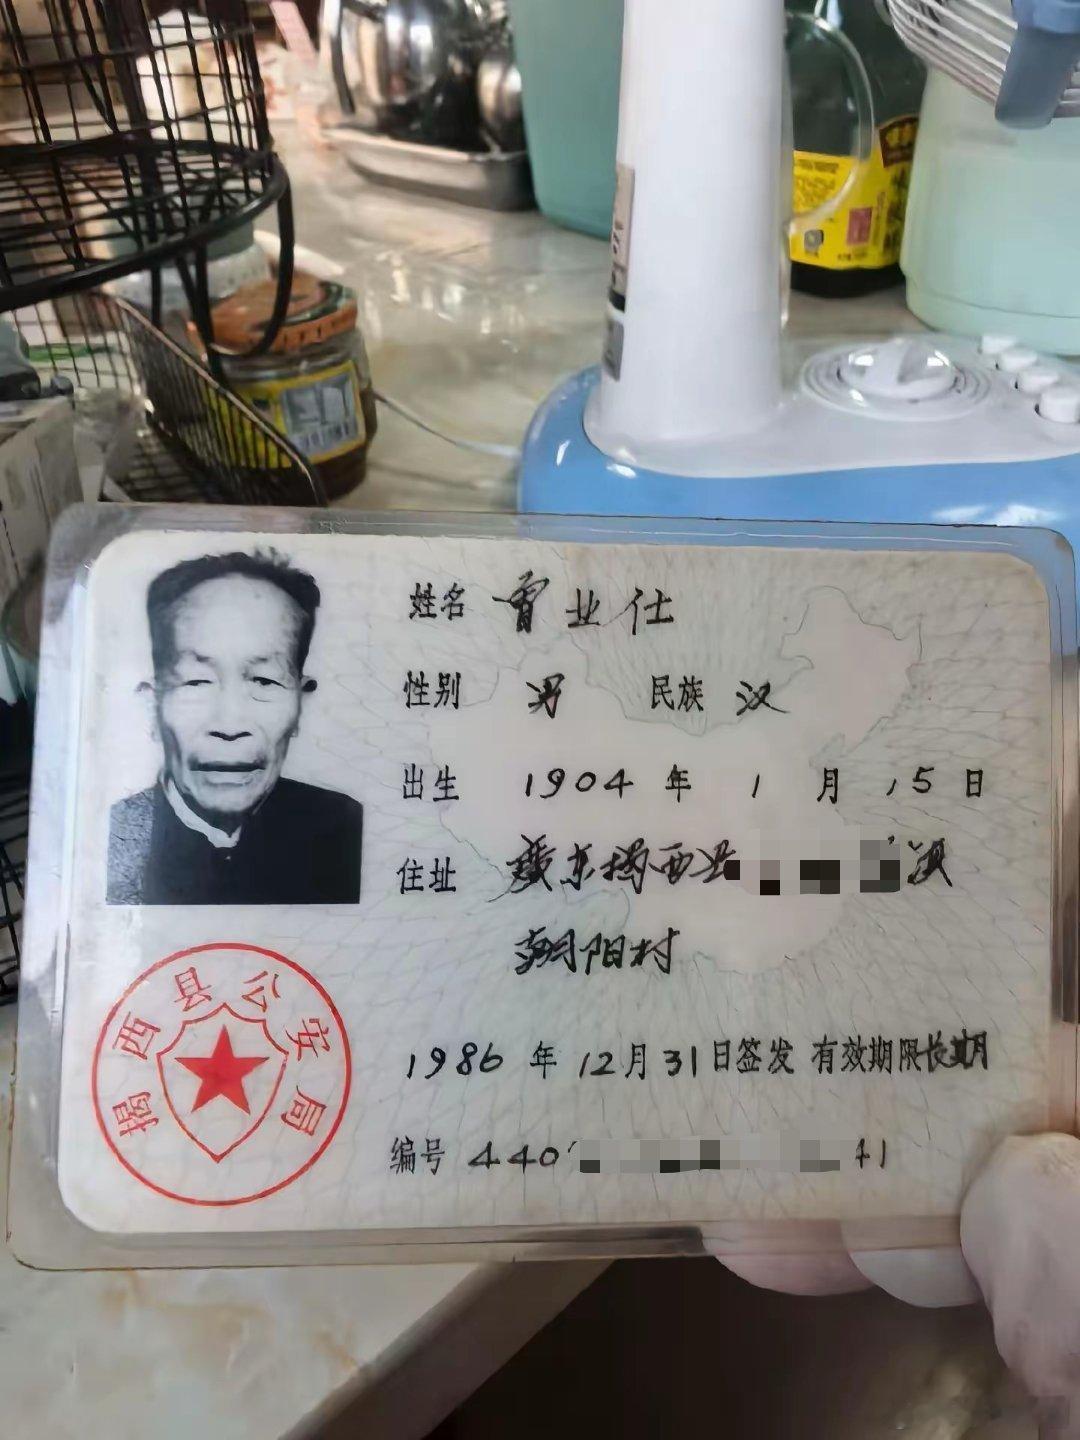 姓名 曾业仕
性别 男 民族 汉
出生 1904 年 1 月 15 日
住址 广东揭西县
朝阳村
1986 年 12月31日签发 有效期限长期
编号 440 41
揭西县公安局